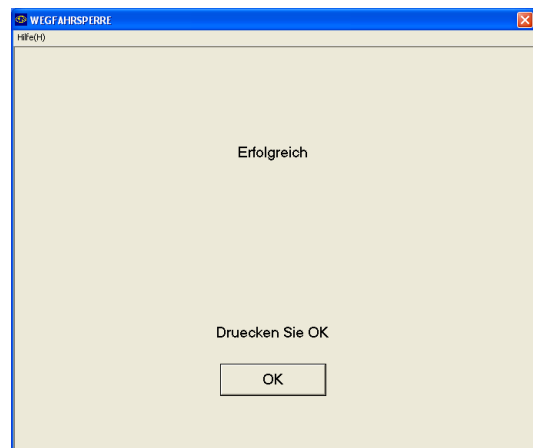 WEGFAHRSPERRE
Hilfe(H)
Erfolgreich
Druecken Sie OK
OK